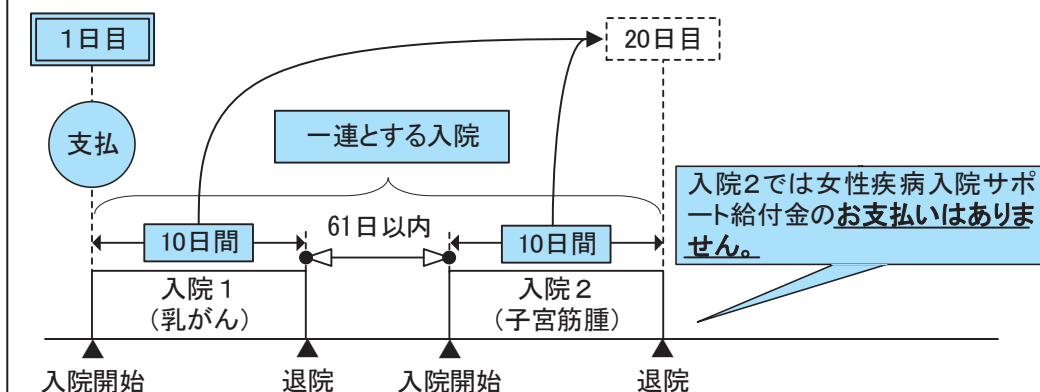 1日目
20日目
支払
一連とする入院
入院2では女性疾病入院サポ
ート給付金のお支払いはありま
せん。
10日間
61日以内
10日間
入院1
(乳がん)
入院2
(子宮筋腫)
入院開始
退院
入院開始
退院